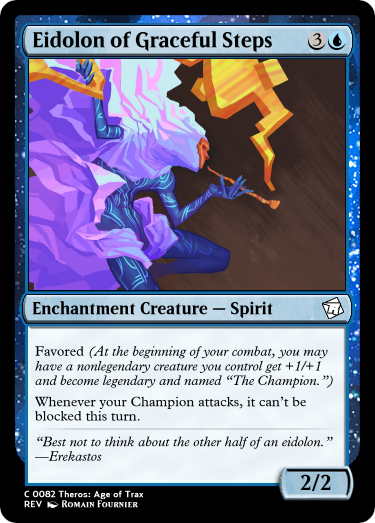 Eidolon of Graceful Steps 3
Enchantment Creature — Spirit
Favored (At the beginning of your combat, you may
have a nonlegendary creature you control get +1/+1
and become legendary and named “The Champion.”)
Whenever your Champion attacks, it can’t be
blocked this turn.
“Best not to think about the other half of an eidolon.”
—Erekastos
2/2
C 0082 Theros: Age of Trax
REV Romain Fournier